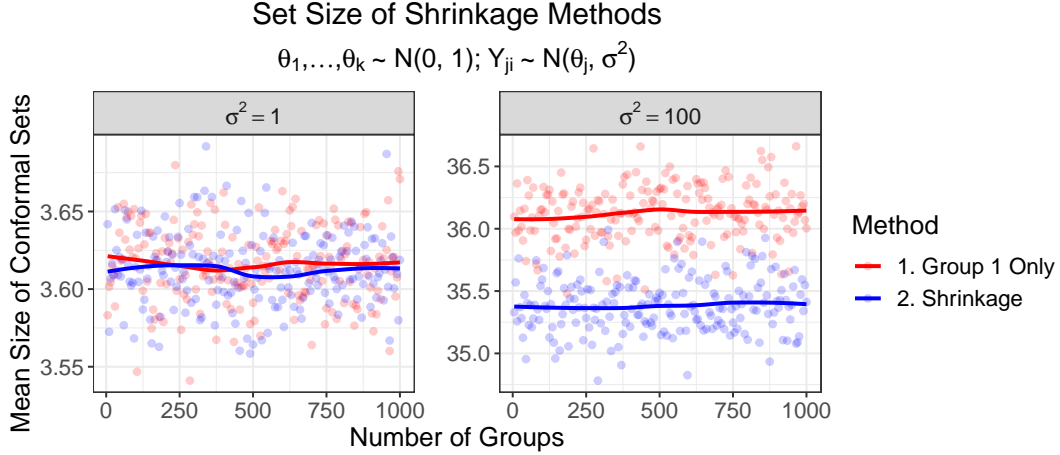 Set Size of Shrinkage Methods
θ₁,…,θₖ ~ N(0, 1); Yⱼᵢ ~ N(θⱼ, σ²)
σ² = 1
σ² = 100
Mean Size of Conformal Sets
3.65
3.60
3.55
36.5
36.0
35.5
35.0
0 250 500 750 1000
0 250 500 750 1000
Number of Groups
Method
1. Group 1 Only
2. Shrinkage